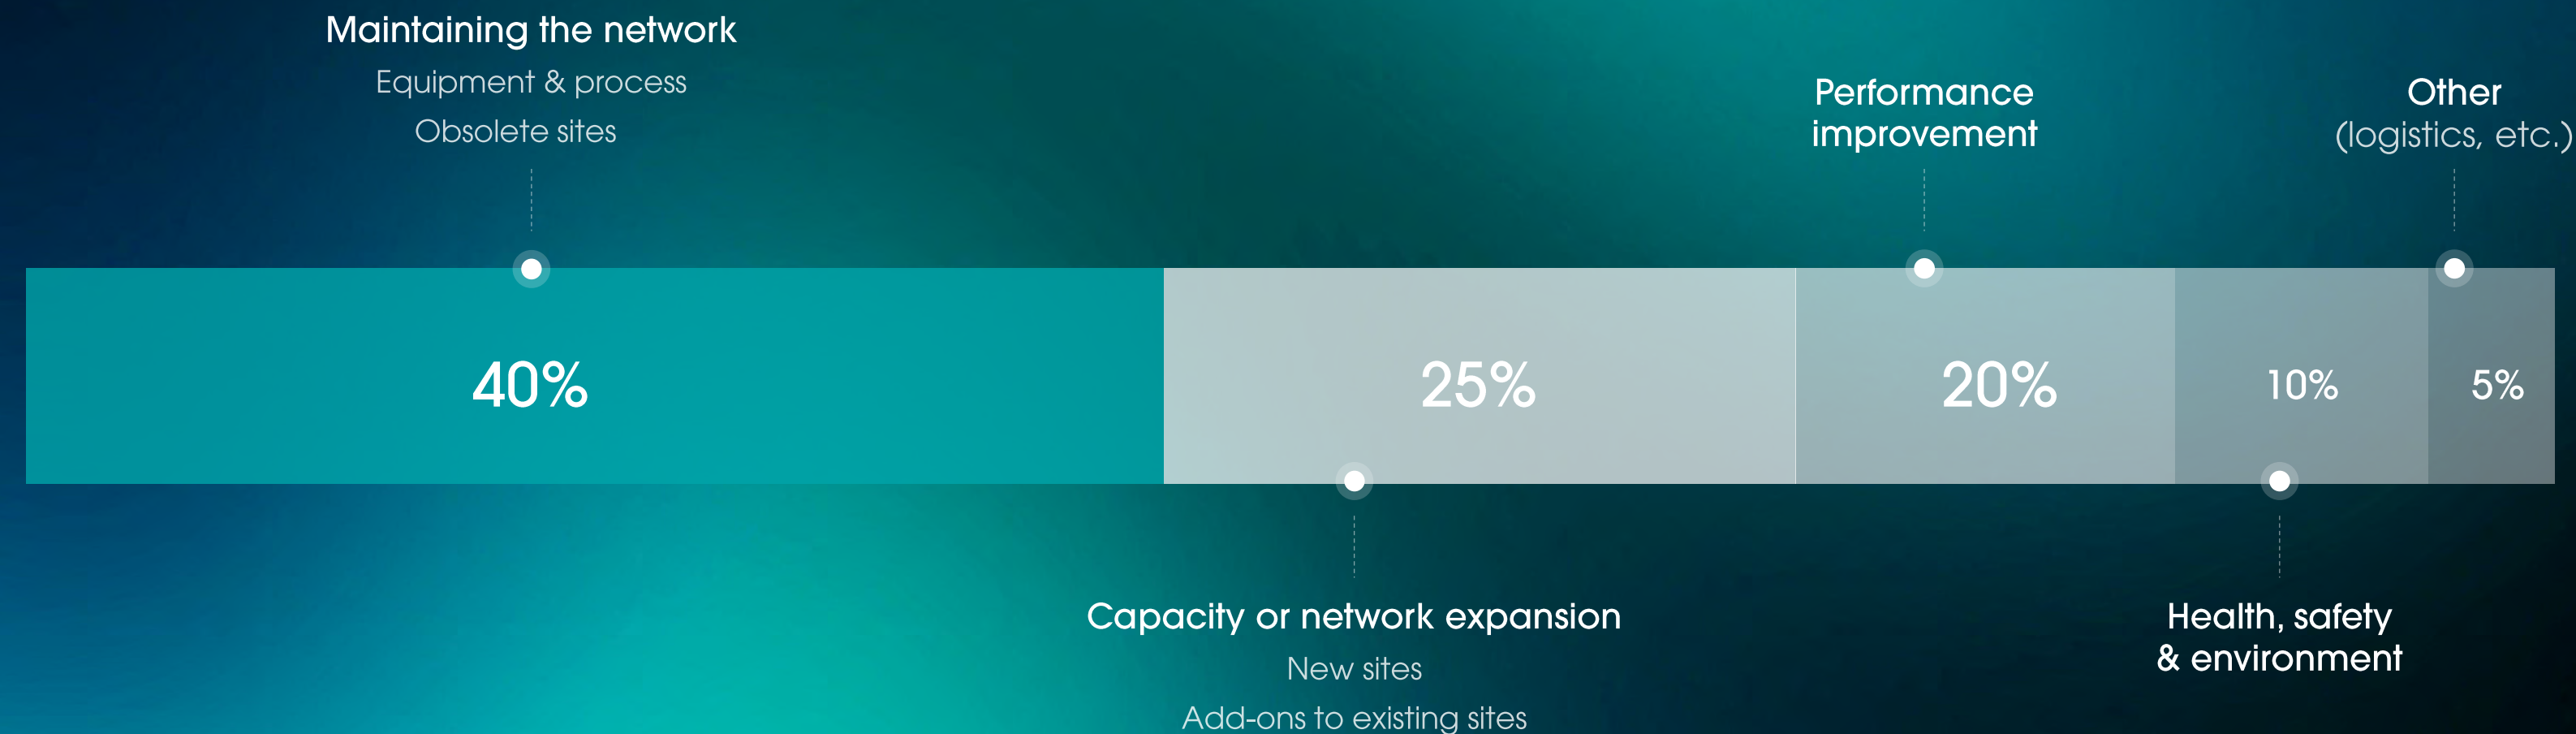 Maintaining the network
Equipment & process
Obsolete sites
Performance
improvement
Other
(logistics, etc.)
40%
25%
20%
10%
5%
Capacity or network expansion
New sites
Add-ons to existing sites
Health, safety
& environment